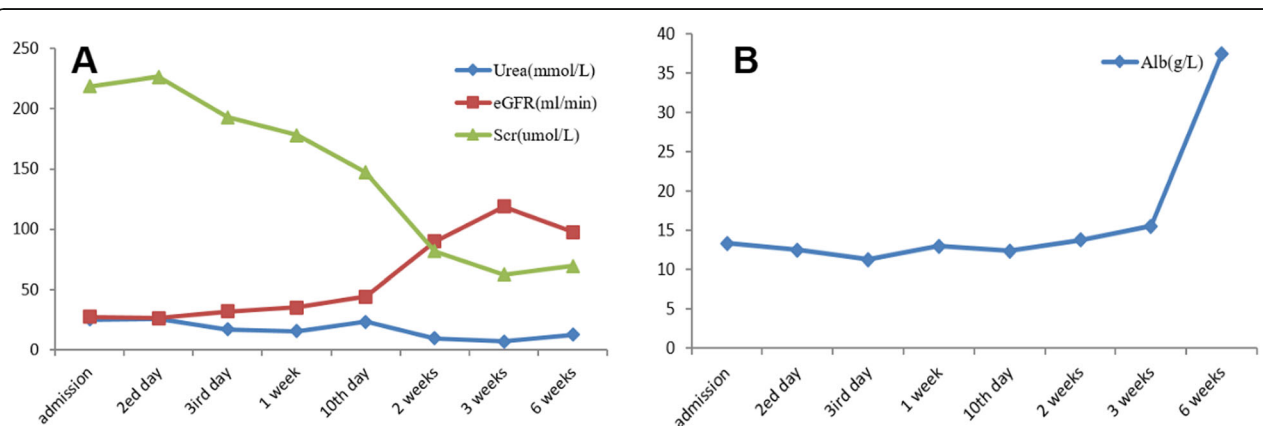 A
250
200
150
100
50
0
Urea(mmol/L)
eGFR(ml/min)
Scr(umol/L)
admission
2ed day
3ird day
1 week
10th day
2 weeks
3 weeks
6 weeks
B
40
35
30
25
20
15
10
5
0
Alb(g/L)
admission
2ed day
3ird day
1 week
10th day
2 weeks
3 weeks
6 weeks